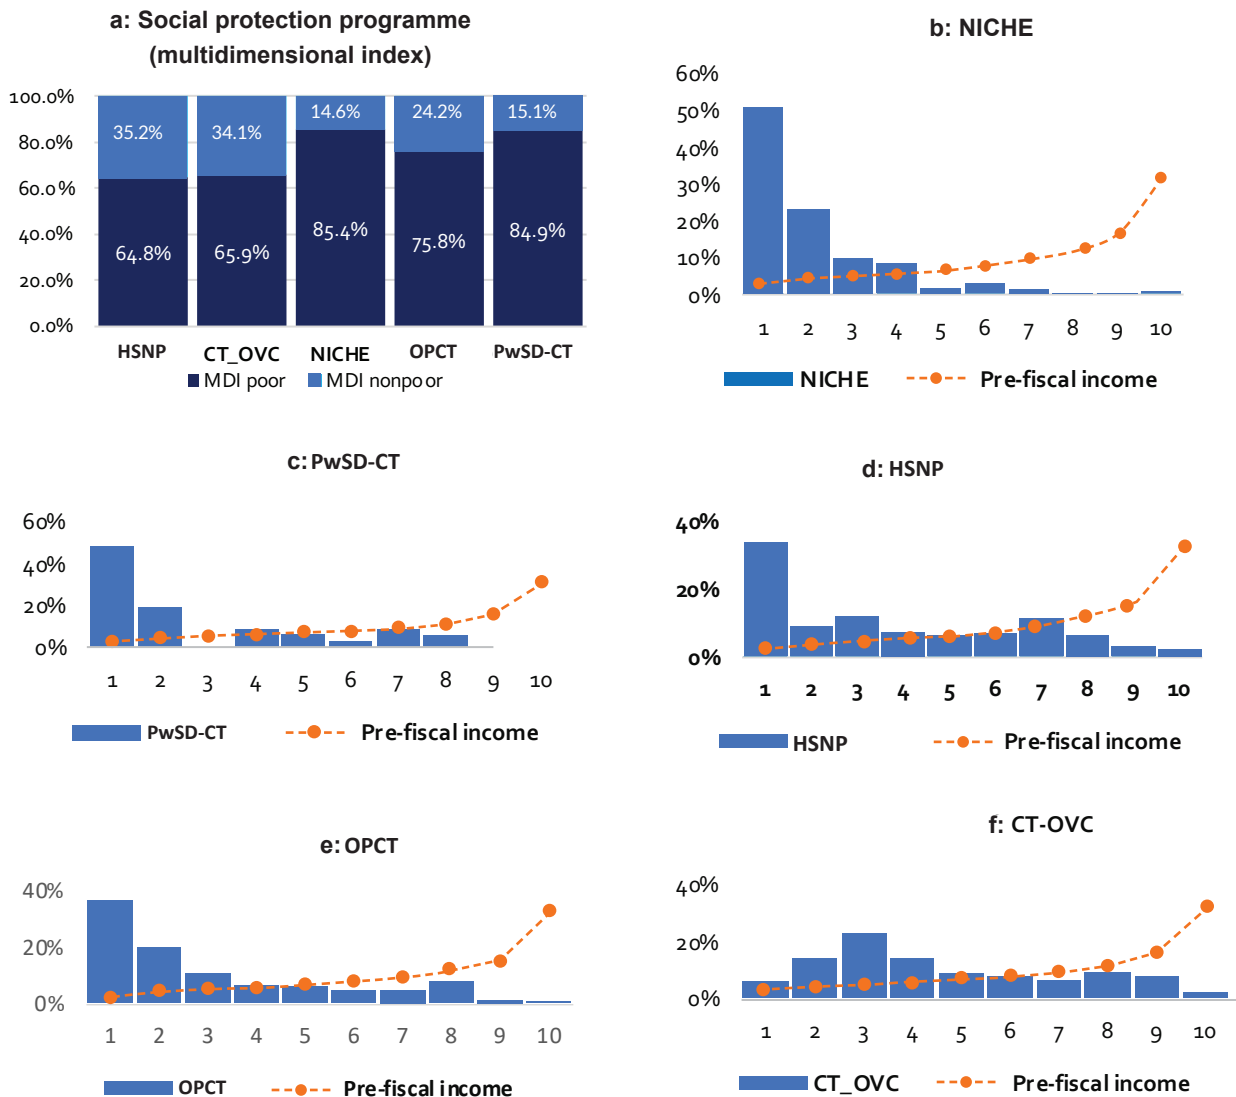 a: Social protection programme
(multidimensional index)
100.0%
80.0%
60.0%
40.0%
20.0%
0.0%
35.2%
34.1%
14.6%
24.2%
15.1%
64.8%
65.9%
85.4%
75.8%
84.9%
HSNP CT_OVC NICHE OPCT PwSD-CT
MDI poor MDI nonpoor
b: NICHE
60%
50%
40%
30%
20%
10%
0%
1 2 3 4 5 6 7 8 9 10
NICHE Pre-fiscal income
c: PwSD-CT
60%
40%
20%
0%
1 2 3 4 5 6 7 8 9 10
PwSD-CT Pre-fiscal income
d: HSNP
40%
20%
0%
1 2 3 4 5 6 7 8 9 10
HSNP Pre-fiscal income
e: OPCT
40%
20%
0%
1 2 3 4 5 6 7 8 9 10
OPCT Pre-fiscal income
f: CT-OVC
40%
20%
0%
1 2 3 4 5 6 7 8 9 10
CT_OVC Pre-fiscal income